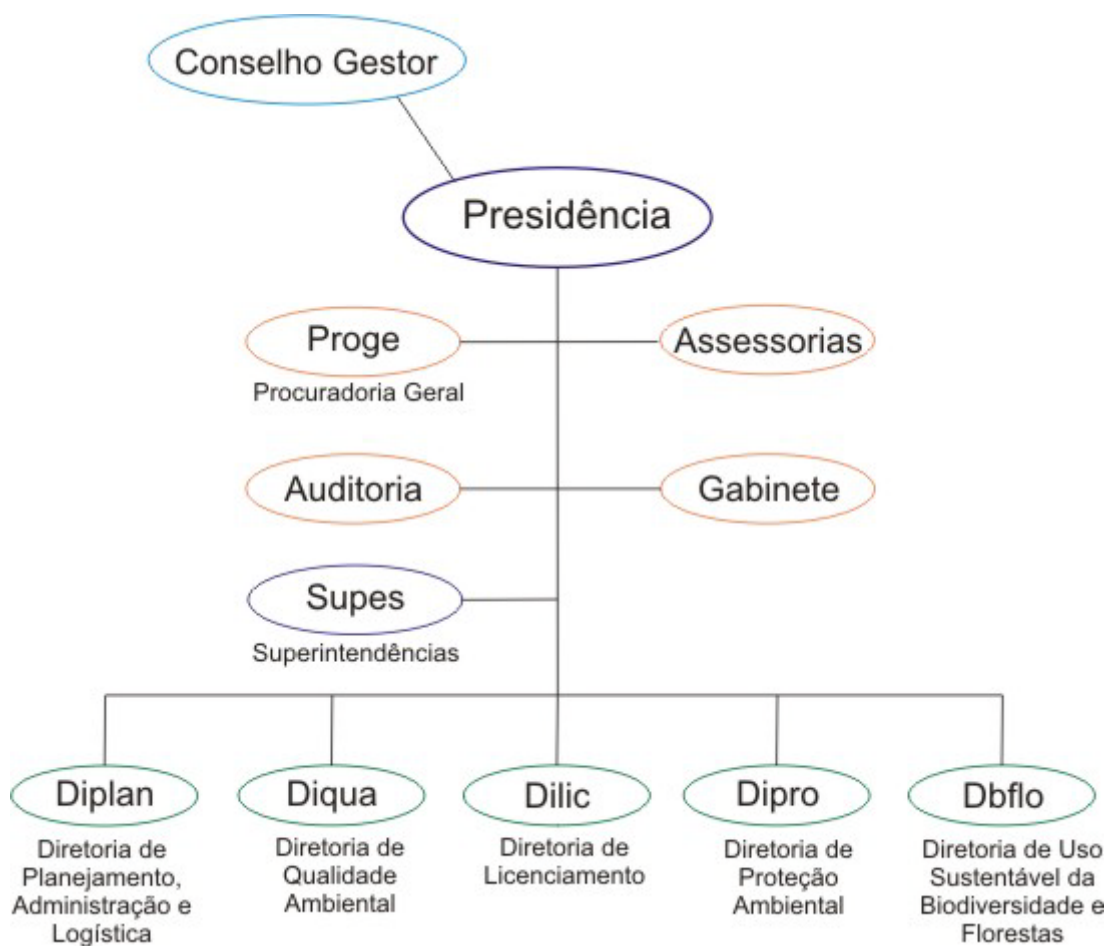 Conselho Gestor
Presidência
Proge
Procuradoria Geral
Assessorias
Auditoria
Gabinete
Supes
Superintendências
Diplan
Diretoria de
Planejamento,
Administração e
Logística
Diqua
Diretoria de
Qualidade
Ambiental
Dilic
Diretoria de
Licenciamento
Dipro
Diretoria de
Proteção
Ambiental
Dbflo
Diretoria de Uso
Sustentável da
Biodiversidade e
Florestas